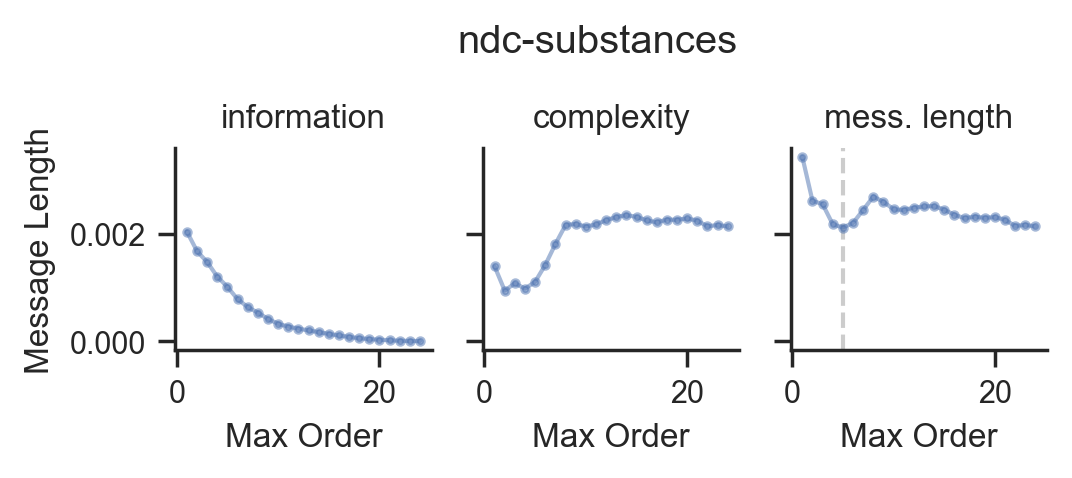 ndc-substances
information complexity mess. length
Message Length
0.002
0.000
0 20 0 20 0 20
Max Order Max Order Max Order